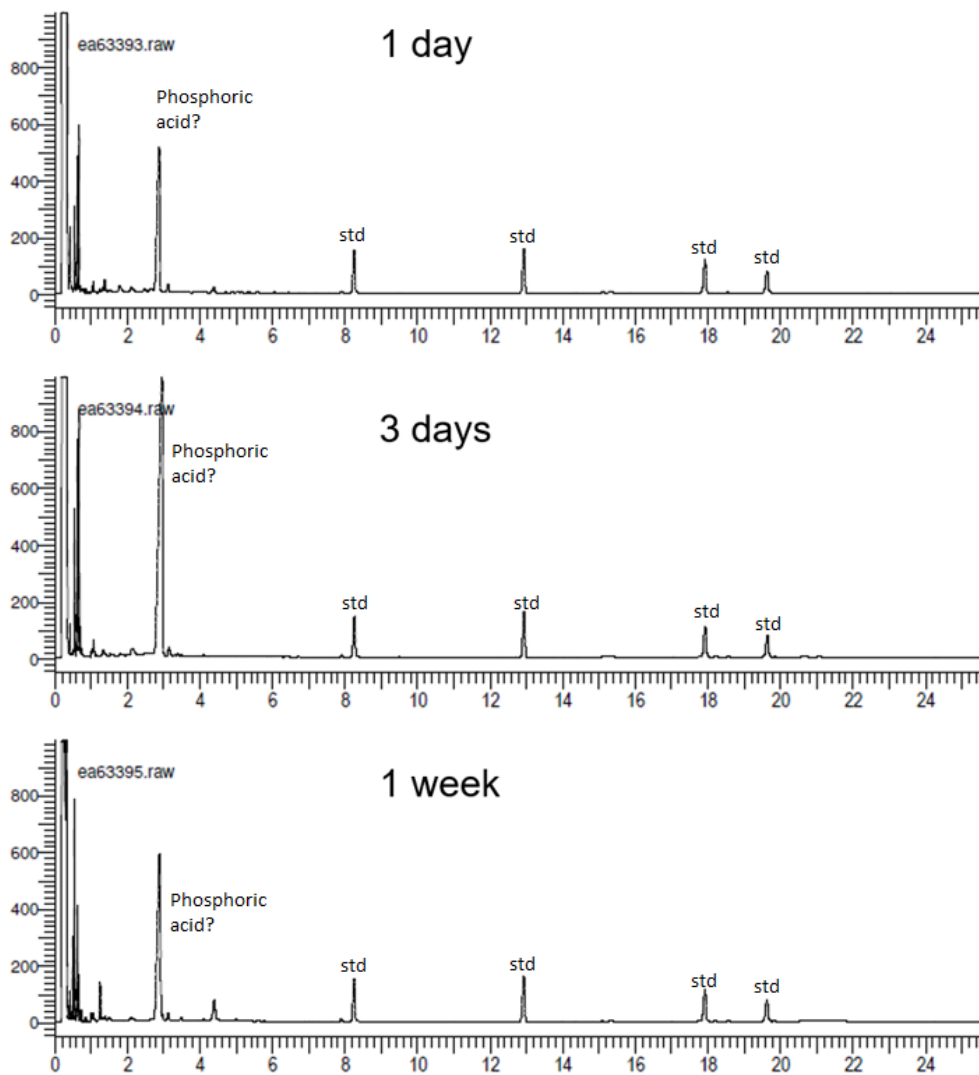 ea63393.raw
1 day
Phosphoric
acid?
std
std
std
std
800
600
400
200
0
0 2 4 6 8 10 12 14 16 18 20 22 24
ea63394.raw
3 days
Phosphoric
acid?
std
std
std
std
800
600
400
200
0
0 2 4 6 8 10 12 14 16 18 20 22 24
ea63395.raw
1 week
Phosphoric
acid?
std
std
std
std
800
600
400
200
0
0 2 4 6 8 10 12 14 16 18 20 22 24